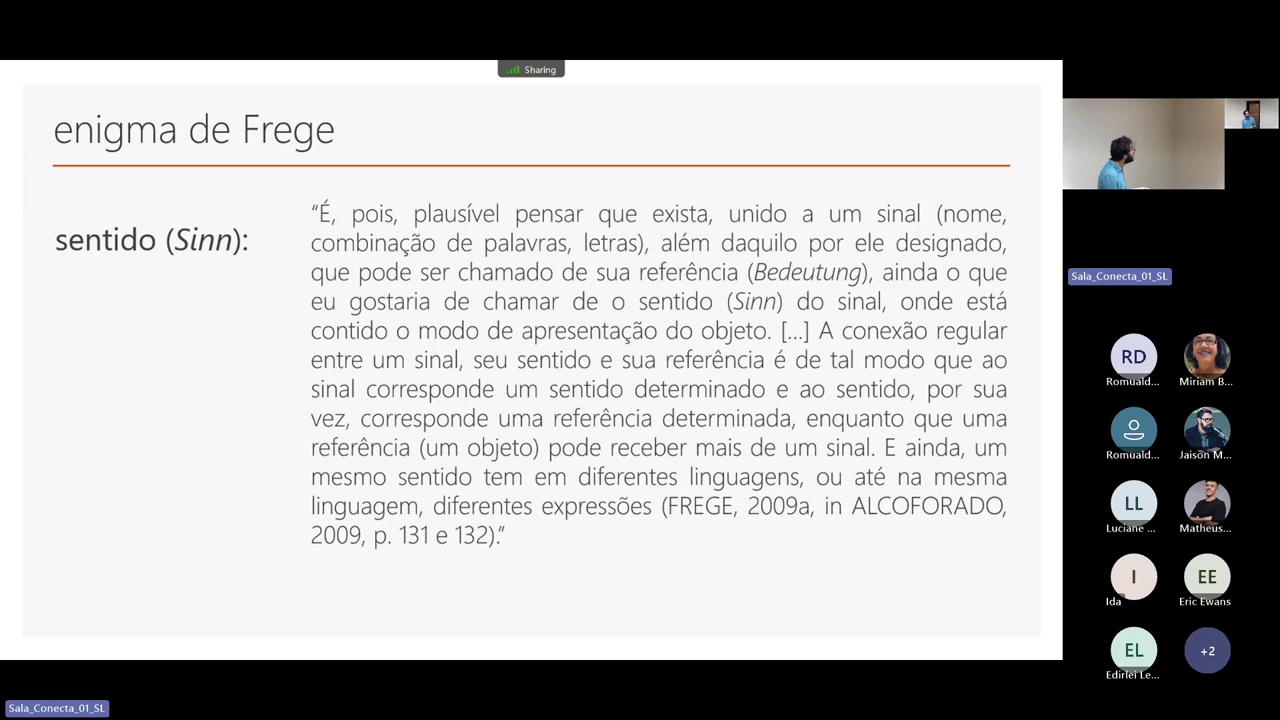 Sharing
enigma de Frege
sentido (Sinn):
“É, pois, plausível pensar que exista, unido a um sinal (nome,
combinação de palavras, letras), além daquilo por ele designado,
que pode ser chamado de sua referência (Bedeutung), ainda o que
eu gostaria de chamar de o sentido (Sinn) do sinal, onde está
contido o modo de apresentação do objeto. [...] A conexão regular
entre um sinal, seu sentido e sua referência é de tal modo que ao
sinal corresponde um sentido determinado e ao sentido, por sua
vez, corresponde uma referência determinada, enquanto que uma
referência (um objeto) pode receber mais de um sinal. E ainda, um
mesmo sentido tem em diferentes linguagens, ou até na mesma
linguagem, diferentes expressões (FREGE, 2009a, in ALCOFORADO,
2009, p. 131 e 132).”
Sala_Conecta_01_SL
RD
Romuald...
Miriam B...
Romuald...
Jaison M...
LL
Luciane ...
Matheus...
I
Ida
EE
Eric Ewans
EL
Edirlei Le...
+2
Sala_Conecta_01_SL